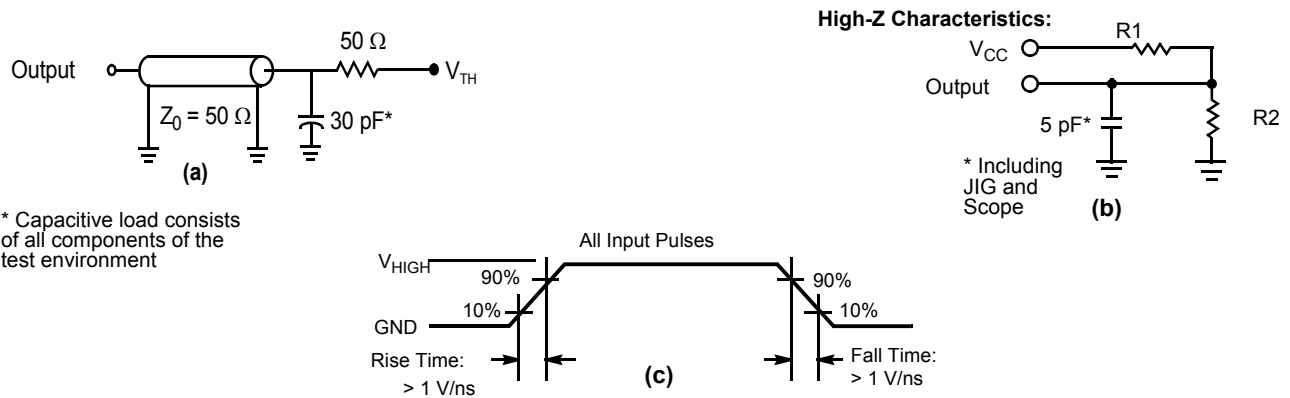 High-Z Characteristics:
50 Ω
Output
V_TH
Z_0 = 50 Ω
30 pF*
(a)
* Capacitive load consists
of all components of the
test environment
R1
V_CC
Output
5 pF*
R2
* Including
JIG and
Scope
(b)
All Input Pulses
V_HIGH
90%
90%
10%
10%
GND
Rise Time:
> 1 V/ns
Fall Time:
> 1 V/ns
(c)